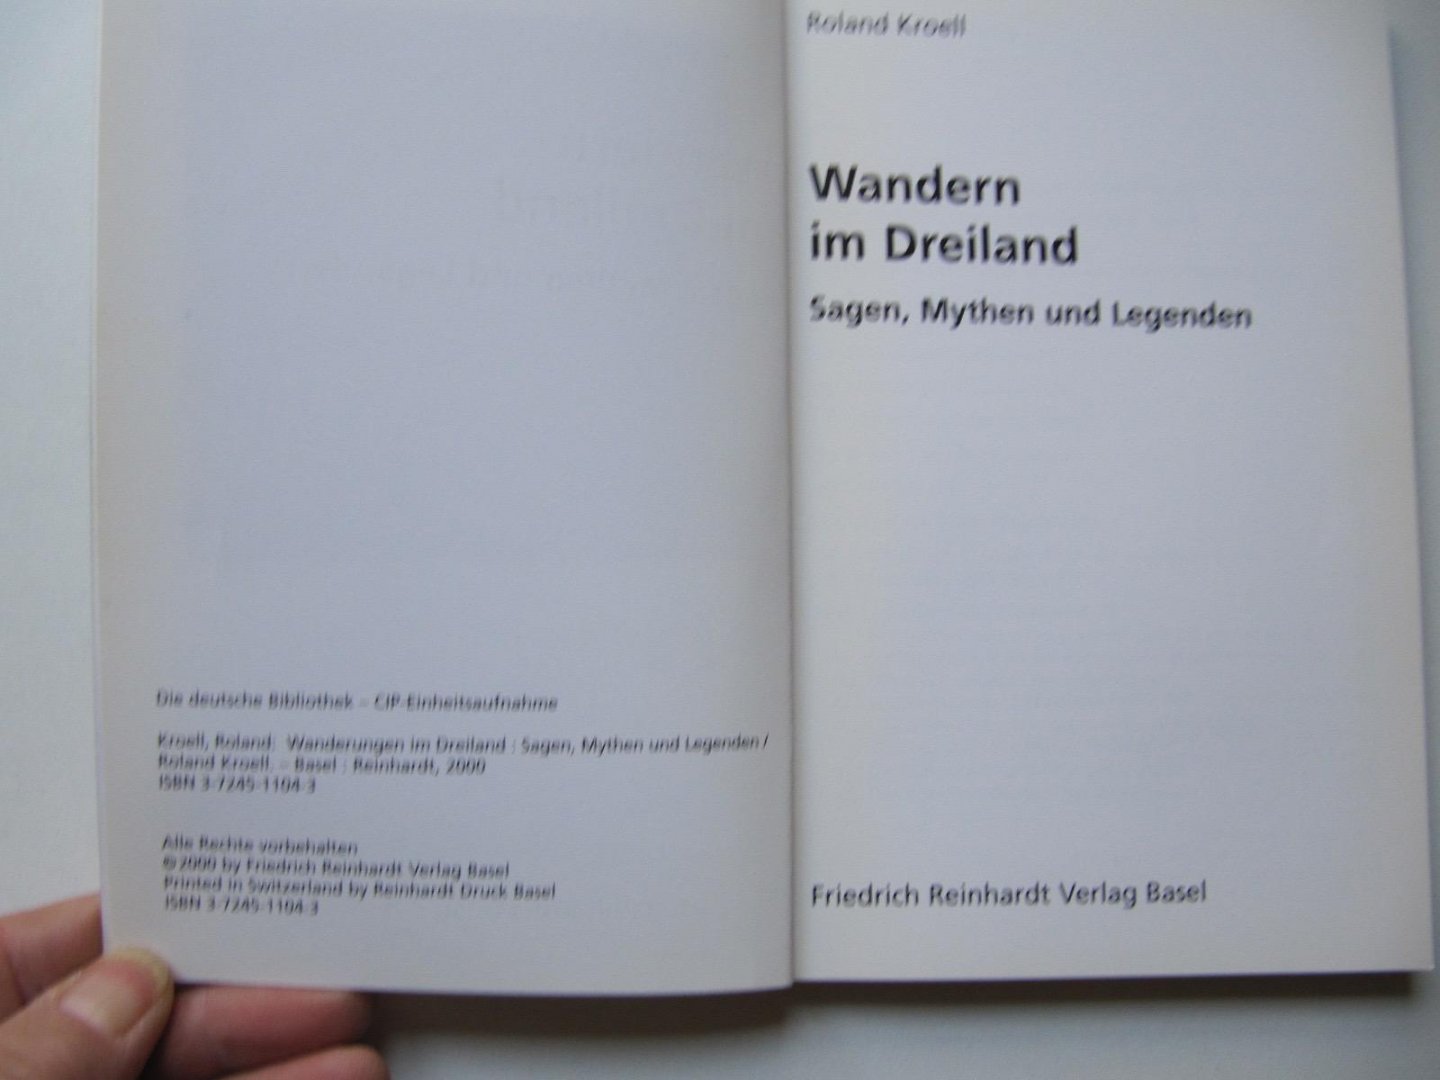 Die deutsche Bibliothek – CIP-Einheitsaufnahme
Kroell, Roland: Wanderungen im Dreiland : Sagen, Mythen und Legenden /
Roland Kroell. – Basel : Reinhardt, 2000
ISBN 3-7245-1104-3
Alle Rechte vorbehalten
© 2000 by Friedrich Reinhardt Verlag Basel
Printed in Switzerland by Reinhardt Druck Basel
ISBN 3-7245-1104-3
Roland Kroell
Wandern
im Dreiland
Sagen, Mythen und Legenden
Friedrich Reinhardt Verlag Basel